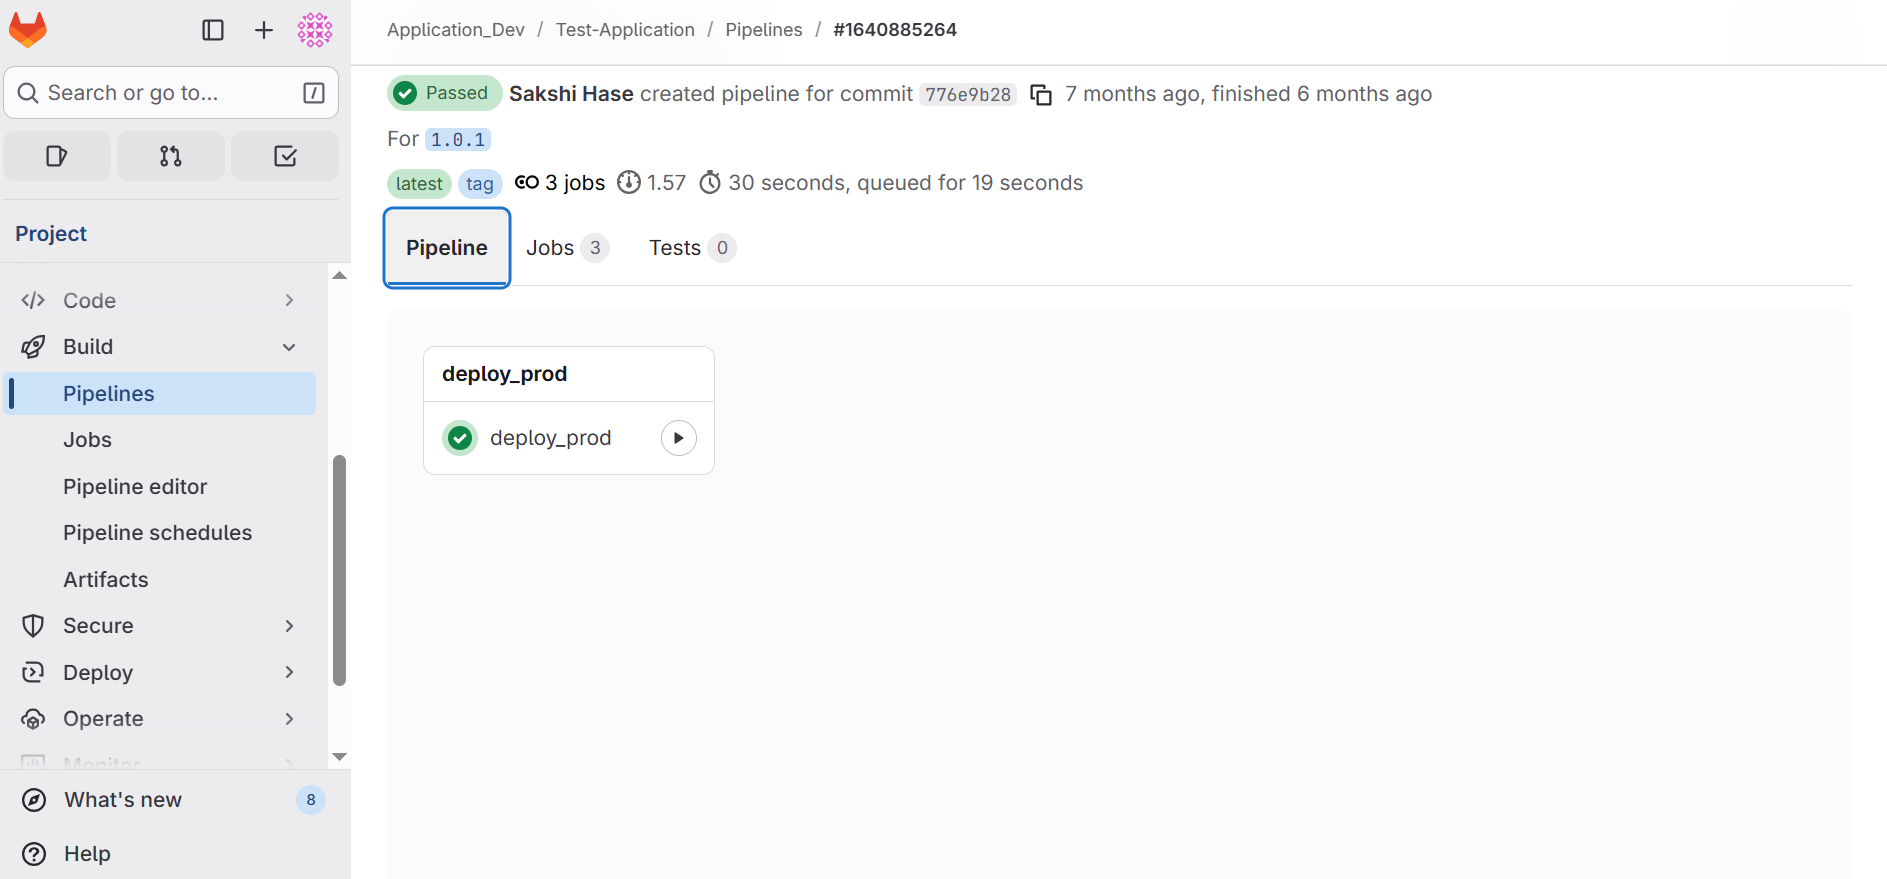 Application_Dev / Test-Application / Pipelines / #1640885264
Search or go to... /
Project
Code
Build
Pipelines
Jobs
Pipeline editor
Pipeline schedules
Artifacts
Secure
Deploy
Operate
Monitor
What's new 8
Help
Passed Sakshi Hase created pipeline for commit 776e9b28 7 months ago, finished 6 months ago
For 1.0.1
latest tag 3 jobs 1.57 30 seconds, queued for 19 seconds
Pipeline Jobs 3 Tests 0
deploy_prod
deploy_prod